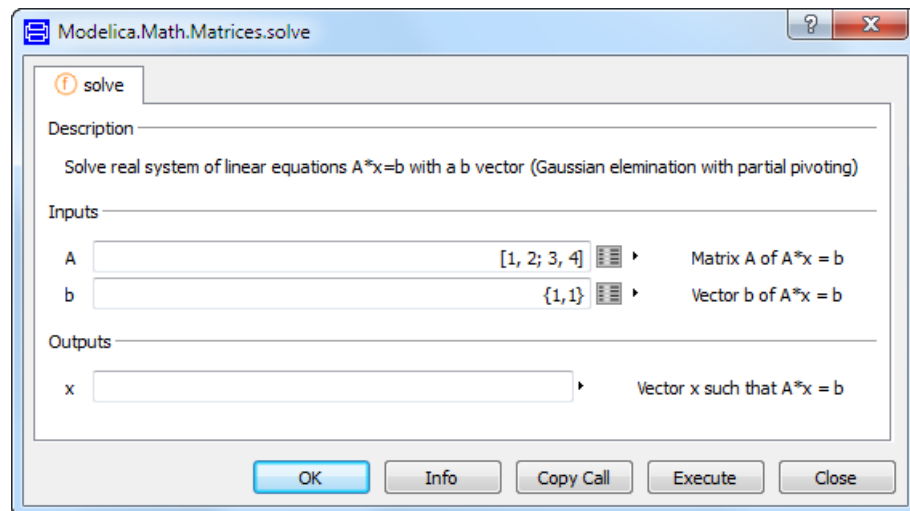 Modelica.Math.Matrices.solve
? X
f solve
Description
Solve real system of linear equations A*x=b with a b vector (Gaussian elemination with partial pivoting)
Inputs
A [1, 2; 3, 4] Matrix A of A*x = b
b {1,1} Vector b of A*x = b
Outputs
x Vector x such that A*x = b
OK Info Copy Call Execute Close